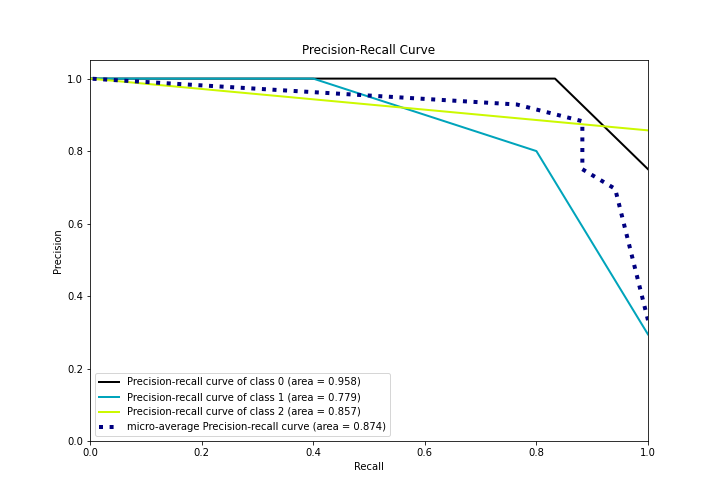 Precision-Recall Curve
1.0
0.8
0.6
0.4
0.2
0.0
Precision
Precision-recall curve of class 0 (area = 0.958)
Precision-recall curve of class 1 (area = 0.779)
Precision-recall curve of class 2 (area = 0.857)
micro-average Precision-recall curve (area = 0.874)
0.0 0.2 0.4 0.6 0.8 1.0
Recall